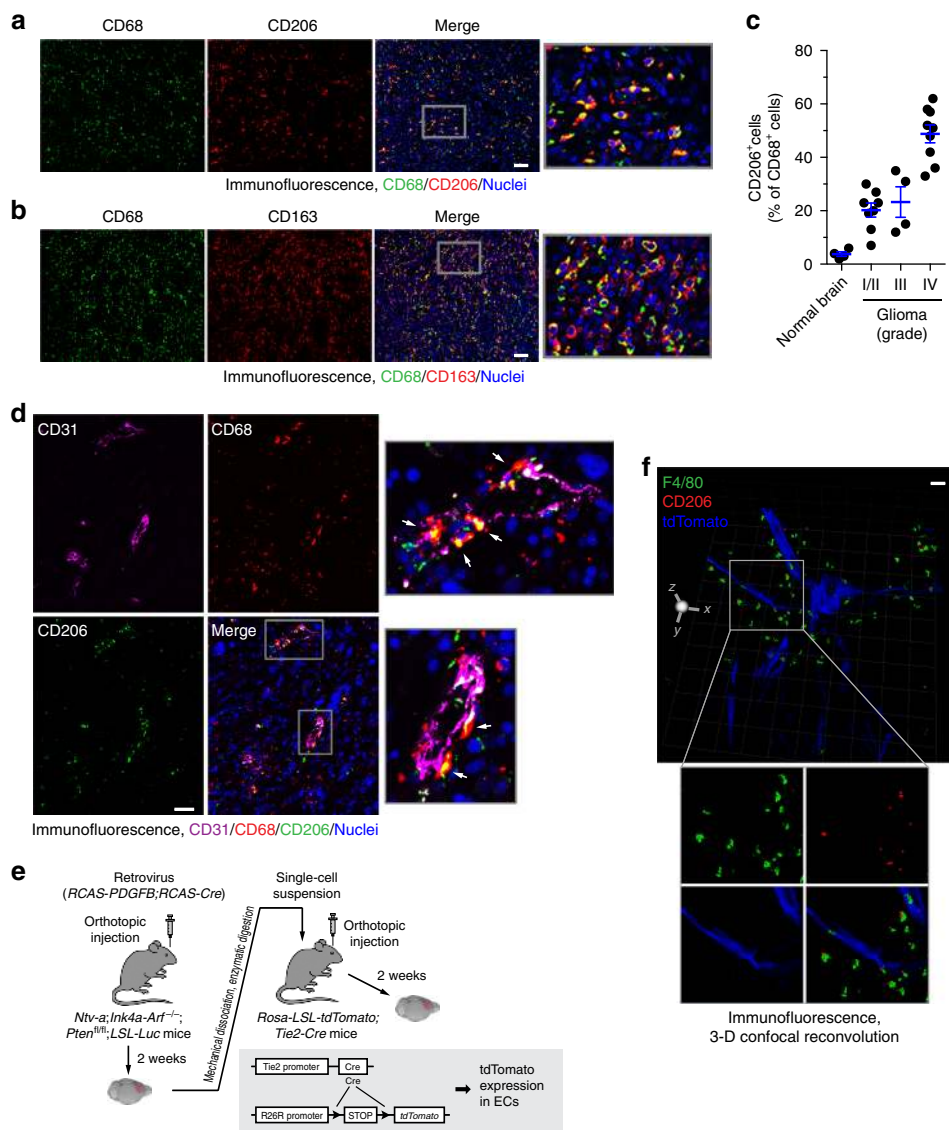 a
CD68
CD206
Merge
Immunofluorescence, CD68/CD206/Nuclei
b
CD68
CD163
Merge
Immunofluorescence, CD68/CD163/Nuclei
c
80
60
40
20
0
CD206⁺cells
(% of CD68⁺ cells)
Normal brain
I/II
III
IV
Glioma
(grade)
d
CD31
CD68
CD206
Merge
Immunofluorescence, CD31/CD68/CD206/Nuclei
e
Retrovirus
(RCAS-PDGFB;RCAS-Cre)
Orthotopic
injection
Ntv-a;Ink4a-Arf⁻/⁻;
Ptenfl/fl;LSL-Luc mice
2 weeks
Mechanical dissociation, enzymatic digestion
Single-cell
suspension
Orthotopic
injection
2 weeks
Rosa-LSL-tdTomato;
Tie2-Cre mice
Tie2 promoter
Cre
Cre
R26R promoter
STOP
tdTomato
tdTomato
expression
in ECs
f
F4/80
CD206
tdTomato
z
x
y
Immunofluorescence,
3-D confocal reconvolution